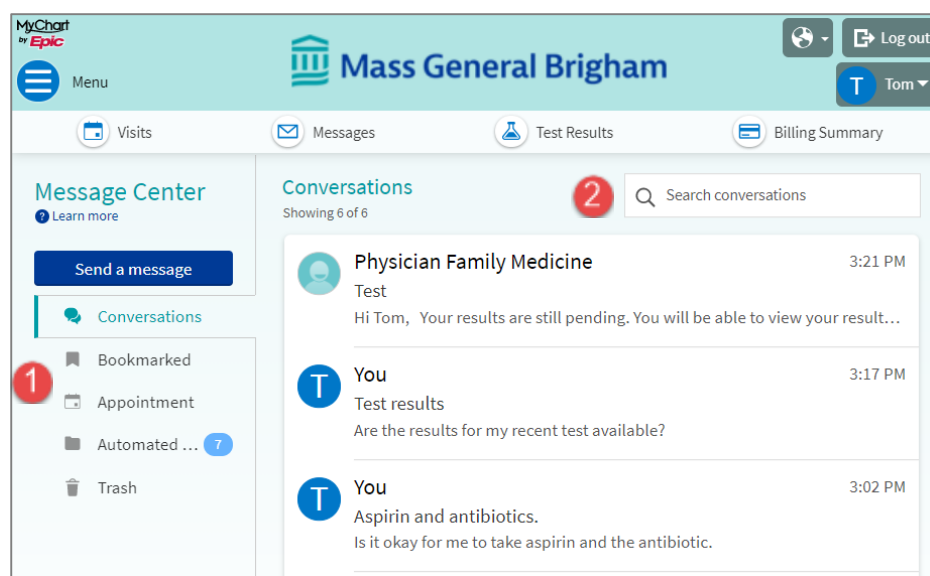 MyChart
by Epic
Menu
Mass General Brigham
Log out
T Tom
Visits
Messages
Test Results
Billing Summary
Message Center
? Learn more
Send a message
Conversations
Bookmarked
1
Appointment
Automated ... 7
Trash
Conversations
Showing 6 of 6
2
Search conversations
Physician Family Medicine 3:21 PM
Test
Hi Tom, Your results are still pending. You will be able to view your result...
T You 3:17 PM
Test results
Are the results for my recent test available?
T You 3:02 PM
Aspirin and antibiotics.
Is it okay for me to take aspirin and the antibiotic.